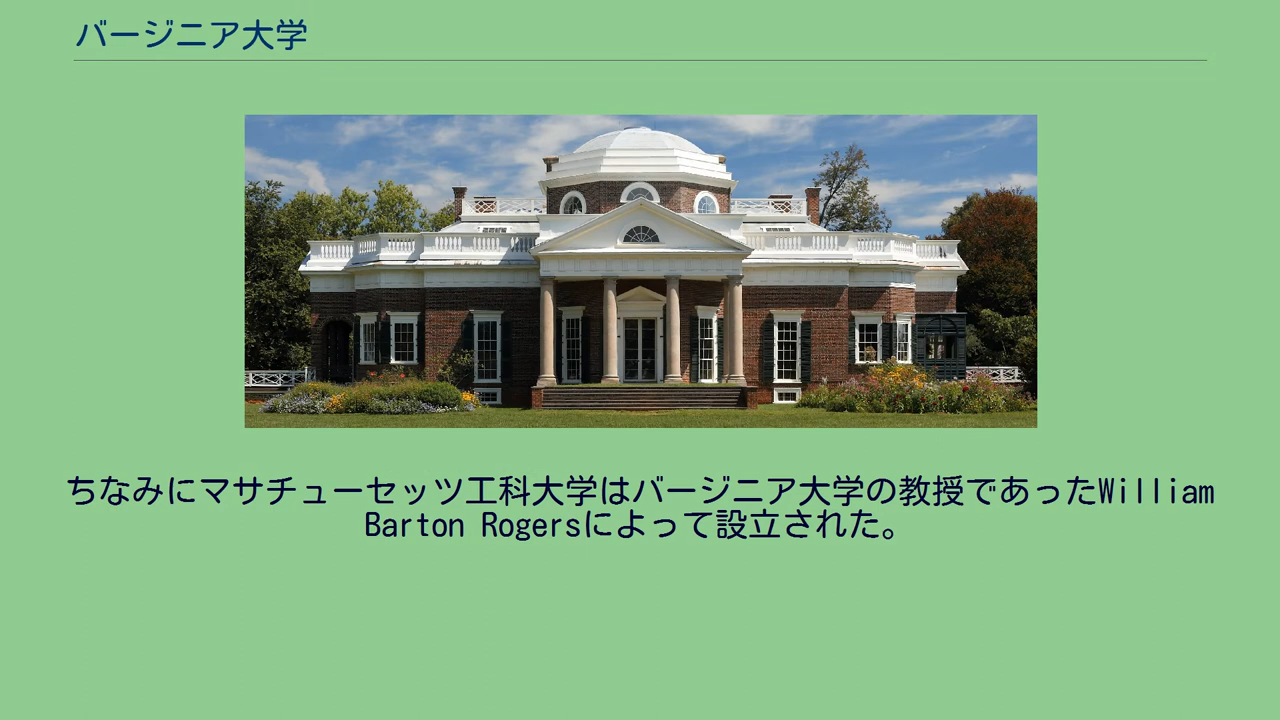 バージニア大学
ちなみにマサチューセッツ工科大学はバージニア大学の教授であったWilliam
Barton Rogersによって設立された。